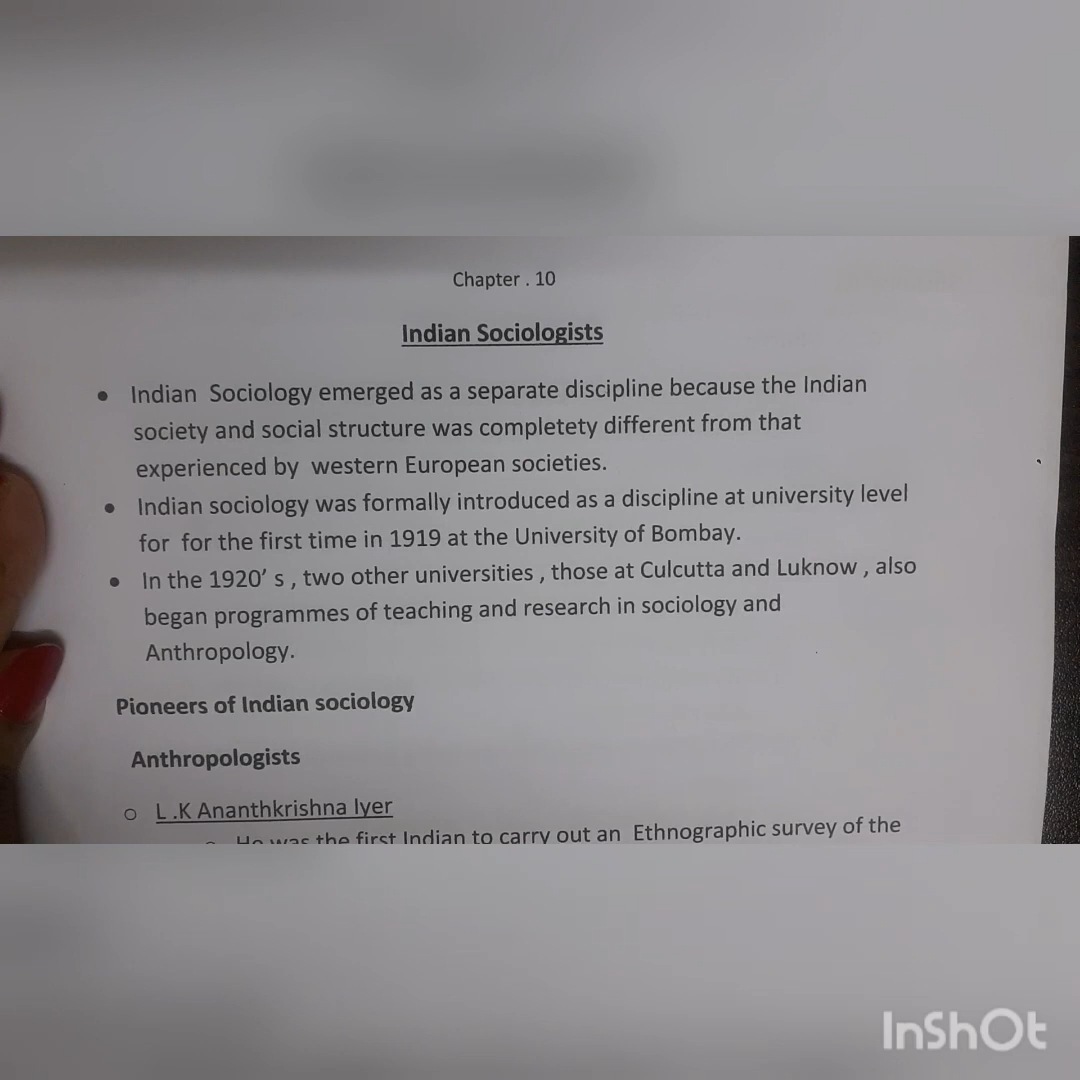 Chapter . 10
Indian Sociologists
• Indian Sociology emerged as a separate discipline because the Indian
society and social structure was completety different from that
experienced by western European societies.
• Indian sociology was formally introduced as a discipline at university level
for for the first time in 1919 at the University of Bombay.
• In the 1920' s , two other universities , those at Culcutta and Luknow , also
began programmes of teaching and research in sociology and
Anthropology.
Pioneers of Indian sociology
Anthropologists
o L .K Ananthkrishna Iyer
o He was the first Indian to carry out an Ethnographic survey of the
InShOt